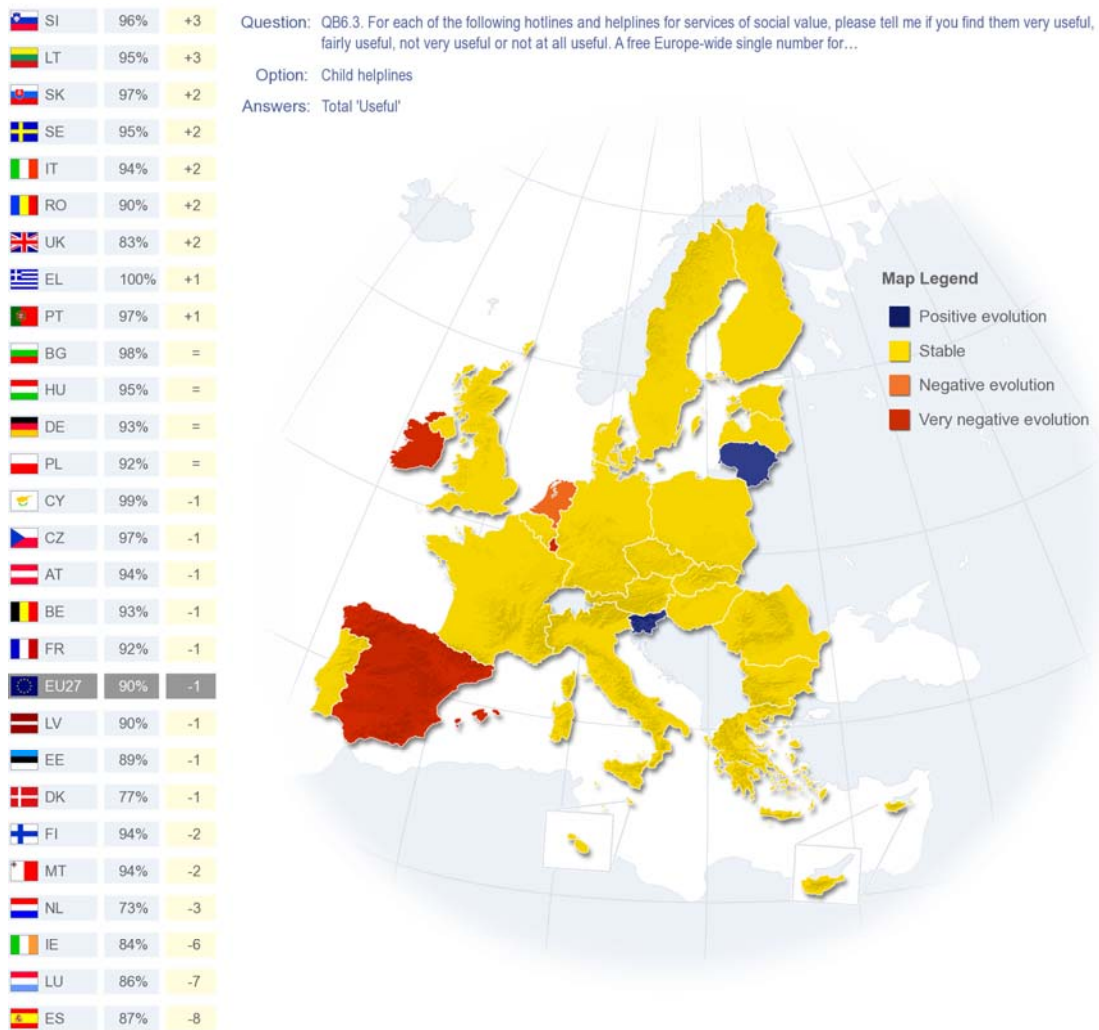 Question: QB6.3. For each of the following hotlines and helplines for services of social value, please tell me if you find them very useful,
fairly useful, not very useful or not at all useful. A free Europe-wide single number for…
Option: Child helplines
Answers: Total 'Useful'
SI 96% +3
LT 95% +3
SK 97% +2
SE 95% +2
IT 94% +2
RO 90% +2
UK 83% +2
EL 100% +1
PT 97% +1
BG 98% =
HU 95% =
DE 93% =
PL 92% =
CY 99% -1
CZ 97% -1
AT 94% -1
BE 93% -1
FR 92% -1
EU27 90% -1
LV 90% -1
EE 89% -1
DK 77% -1
FI 94% -2
MT 94% -2
NL 73% -3
IE 84% -6
LU 86% -7
ES 87% -8
Map Legend
Positive evolution
Stable
Negative evolution
Very negative evolution